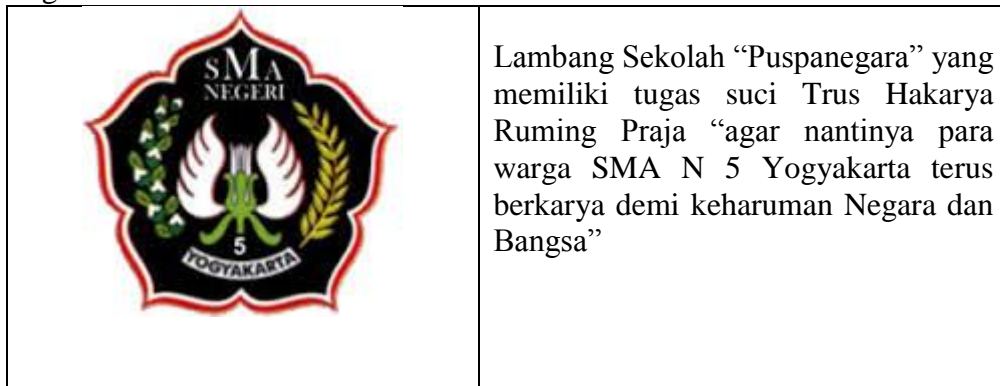 SMA
NEGERI
5
YOGYAKARTA
Lambang Sekolah “Puspanegara” yang
memiliki tugas suci Trus Hakarya
Ruming Praja “agar nantinya para
warga SMA N 5 Yogyakarta terus
berkarya demi keharuman Negara dan
Bangsa”